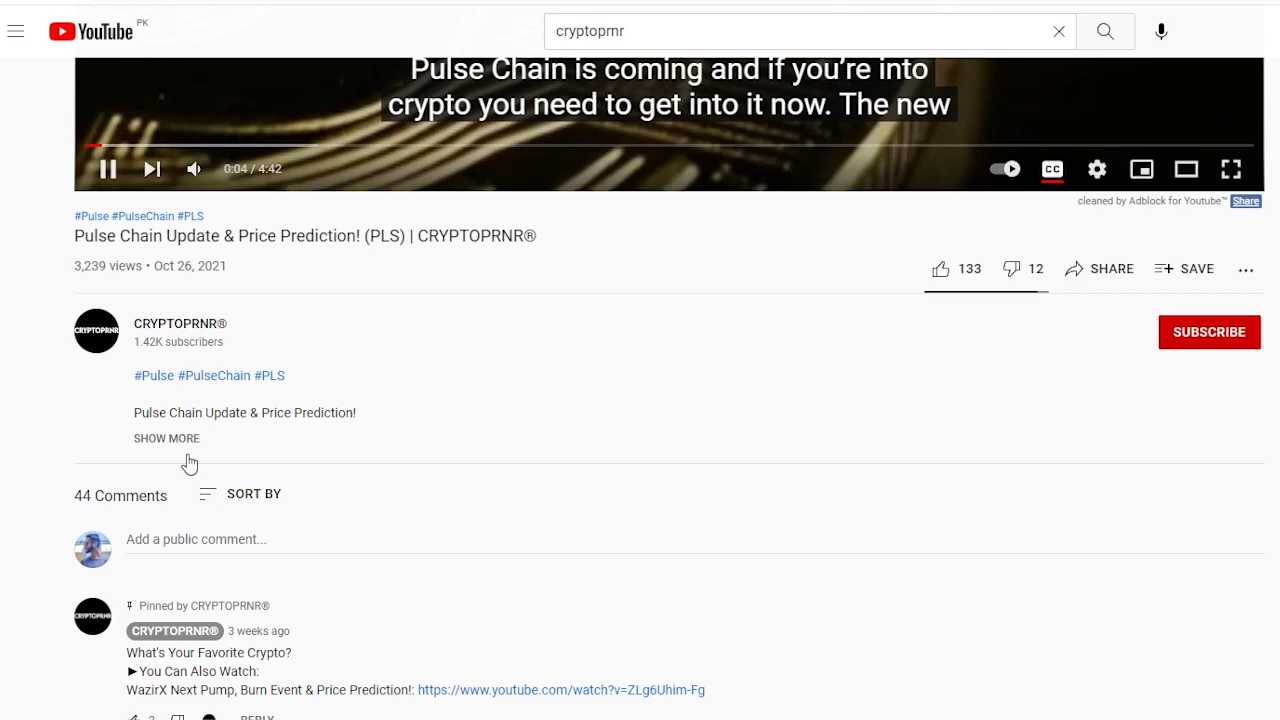 YouTube PK
cryptoprnr
Pulse Chain is coming and if you're into
crypto you need to get into it now. The new
0:04 / 4:42
CC
cleaned by Adblock for Youtube™ Share
#Pulse #PulseChain #PLS
Pulse Chain Update & Price Prediction! (PLS) | CRYPTOPRNR®
3,239 views • Oct 26, 2021
133
12
SHARE
SAVE
CRYPTOPRNR
CRYPTOPRNR®
1.42K subscribers
SUBSCRIBE
#Pulse #PulseChain #PLS
Pulse Chain Update & Price Prediction!
SHOW MORE
44 Comments
SORT BY
Add a public comment...
CRYPTOPRNR
Pinned by CRYPTOPRNR®
CRYPTOPRNR® 3 weeks ago
What's Your Favorite Crypto?
►You Can Also Watch:
WazirX Next Pump, Burn Event & Price Prediction!: https://www.youtube.com/watch?v=ZLg6Uhim-Fg
REPLY